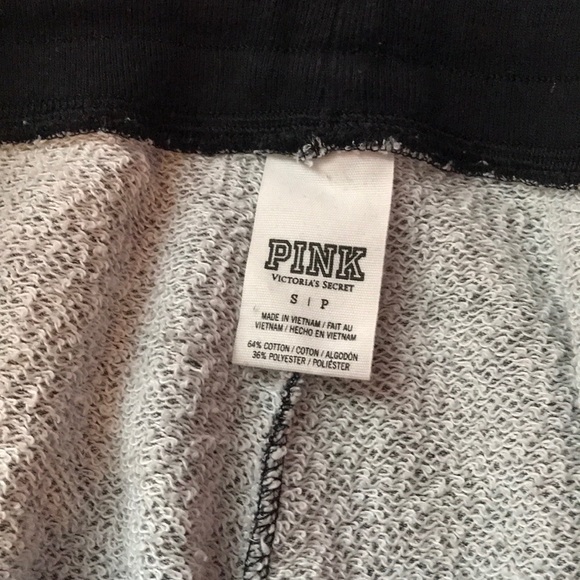 PINK
VICTORIA'S SECRET
S | P
MADE IN VIETNAM / FAIT AU
VIETNAM / HECHO EN VIETNAM
64% COTTON / COTON / ALGODÓN
36% POLYESTER / POLIÉSTER